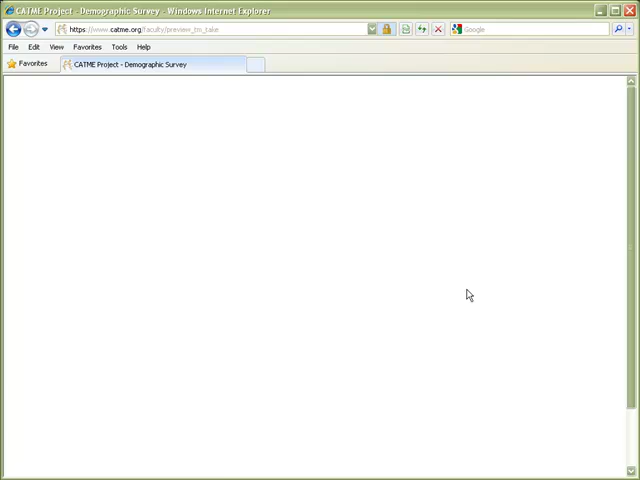 CATME Project - Demographic Survey - Windows Internet Explorer
https://www.catme.org/faculty/preview_tm_take
Google
File Edit View Favorites Tools Help
Favorites
CATME Project - Demographic Survey